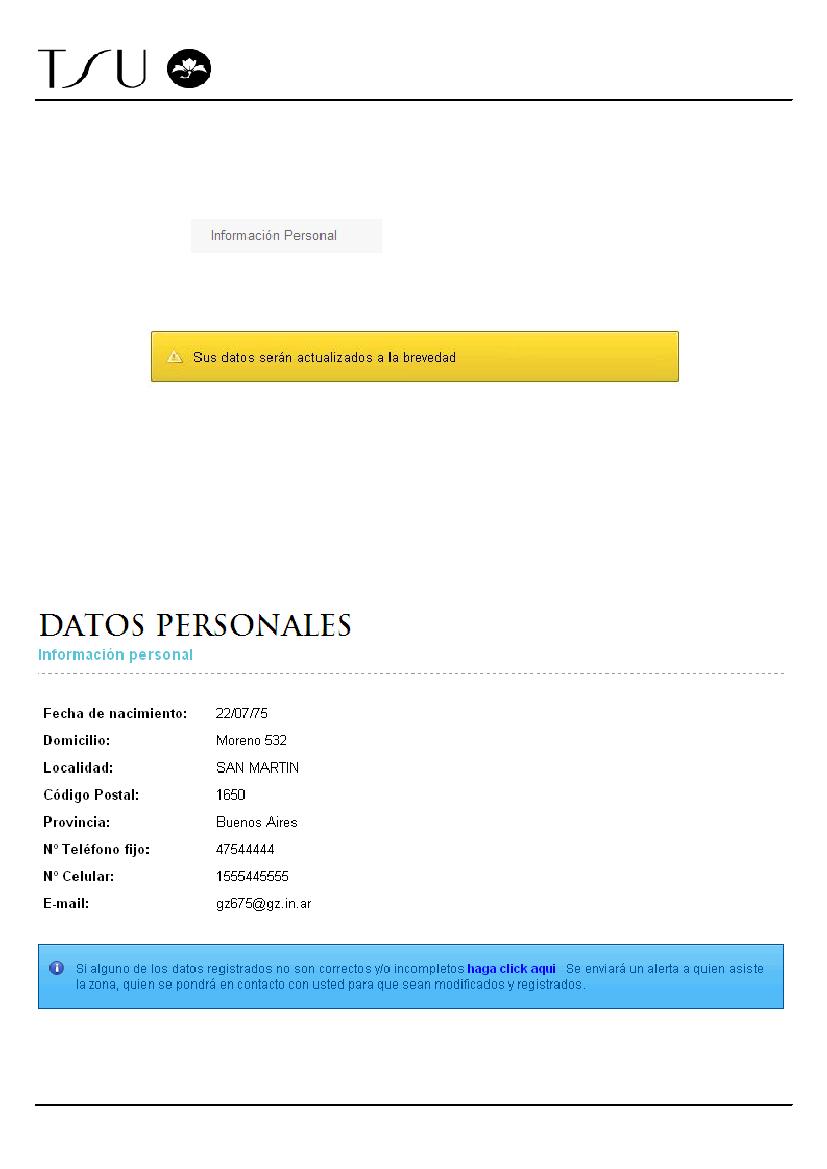 TSU
Información Personal
Sus datos serán actualizados a la brevedad
DATOS PERSONALES
Información personal
Fecha de nacimiento: 22/07/75
Domicilio: Moreno 532
Localidad: SAN MARTIN
Código Postal: 1650
Provincia: Buenos Aires
Nº Teléfono fijo: 47544444
Nº Celular: 1555445555
E-mail: gz675@gz.in.ar
Si alguno de los datos registrados no son correctos y/o incompletos haga click aqui Se enviará un alerta a quien asiste
la zona, quien se pondrá en contacto con usted para que sean modificados y registrados.